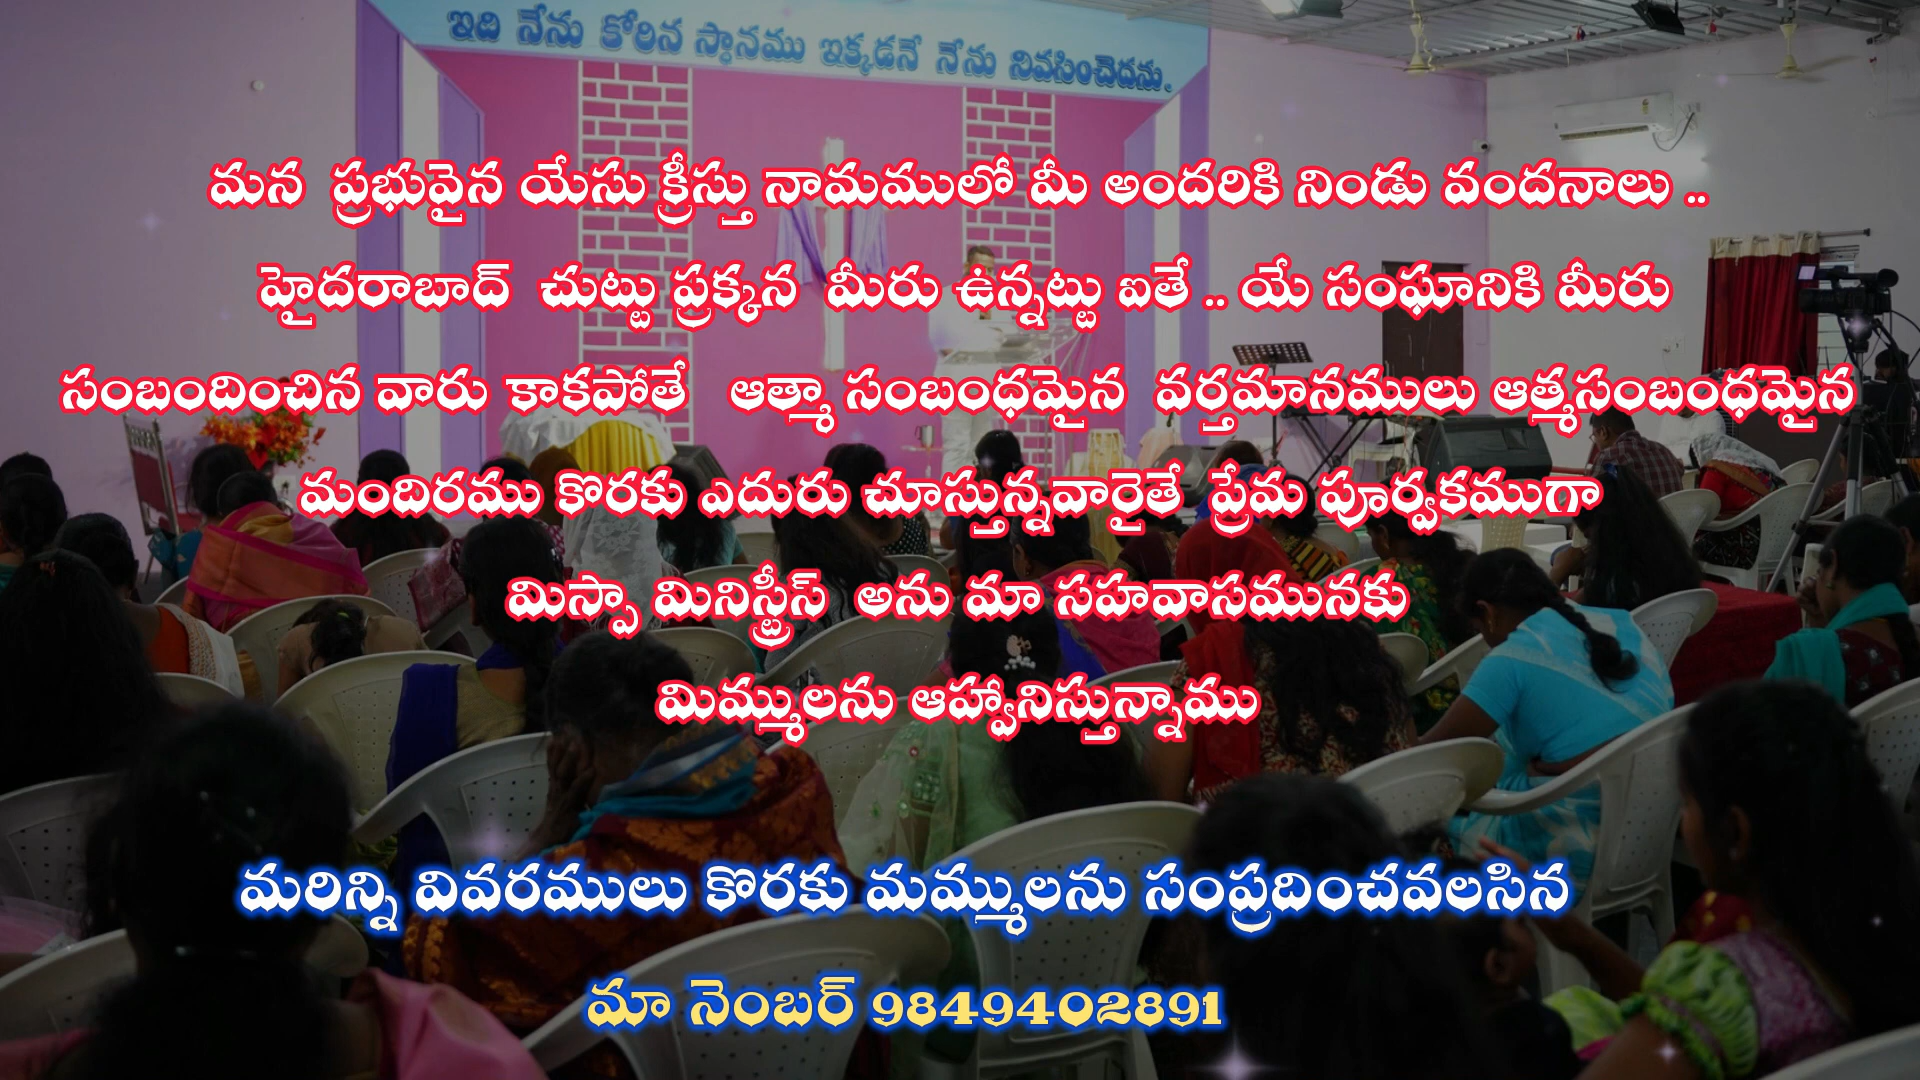 ఇది నేను కోరిన స్థానము ఇక్కడనే నేను నివసించెదను.
మన ప్రభువైన యేసు క్రీస్తు నామములో మీ అందరికి నిండు వందనాలు ..
హైదరాబాద్ చుట్టు ప్రక్కన మీరు ఉన్నట్టు ఐతే .. యే సంఘానికి మీరు
సంబందించిన వారు కాకపోతే ఆత్మా సంబంధమైన వర్తమానములు ఆత్మసంబంధమైన
మందిరము కొరకు ఎదురు చూస్తున్నవారైతే ప్రేమ పూర్వకముగా
మిస్పా మినిస్ట్రీస్ అను మా సహవాసమునకు
మిమ్ములను ఆహ్వానిస్తున్నాము
మరిన్ని వివరములు కొరకు మమ్ములను సంప్రదించవలసిన
మా నెంబర్ 9849402891